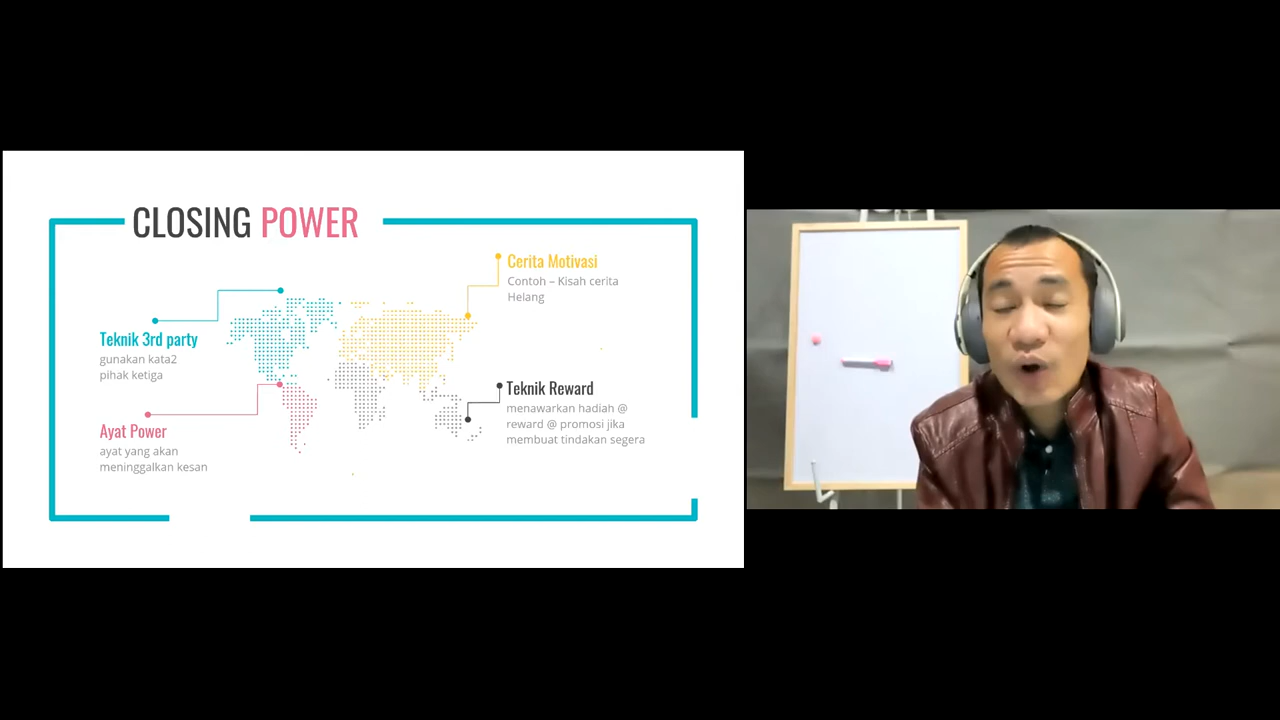 CLOSING POWER
Cerita Motivasi
Contoh – Kisah cerita
Helang
Teknik 3rd party
gunakan kata2
pihak ketiga
Teknik Reward
menawarkan hadiah @
reward @ promosi jika
membuat tindakan segera
Ayat Power
ayat yang akan
meninggalkan kesan